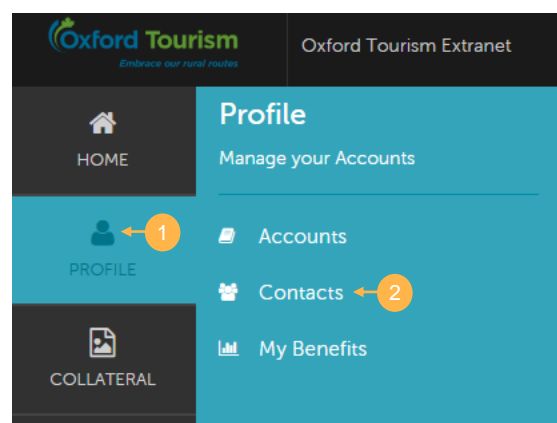 Oxford Tourism
Embrace our rural routes
Oxford Tourism Extranet
HOME
PROFILE
COLLATERAL
Profile
Manage your Accounts
Accounts
Contacts
My Benefits
1
2